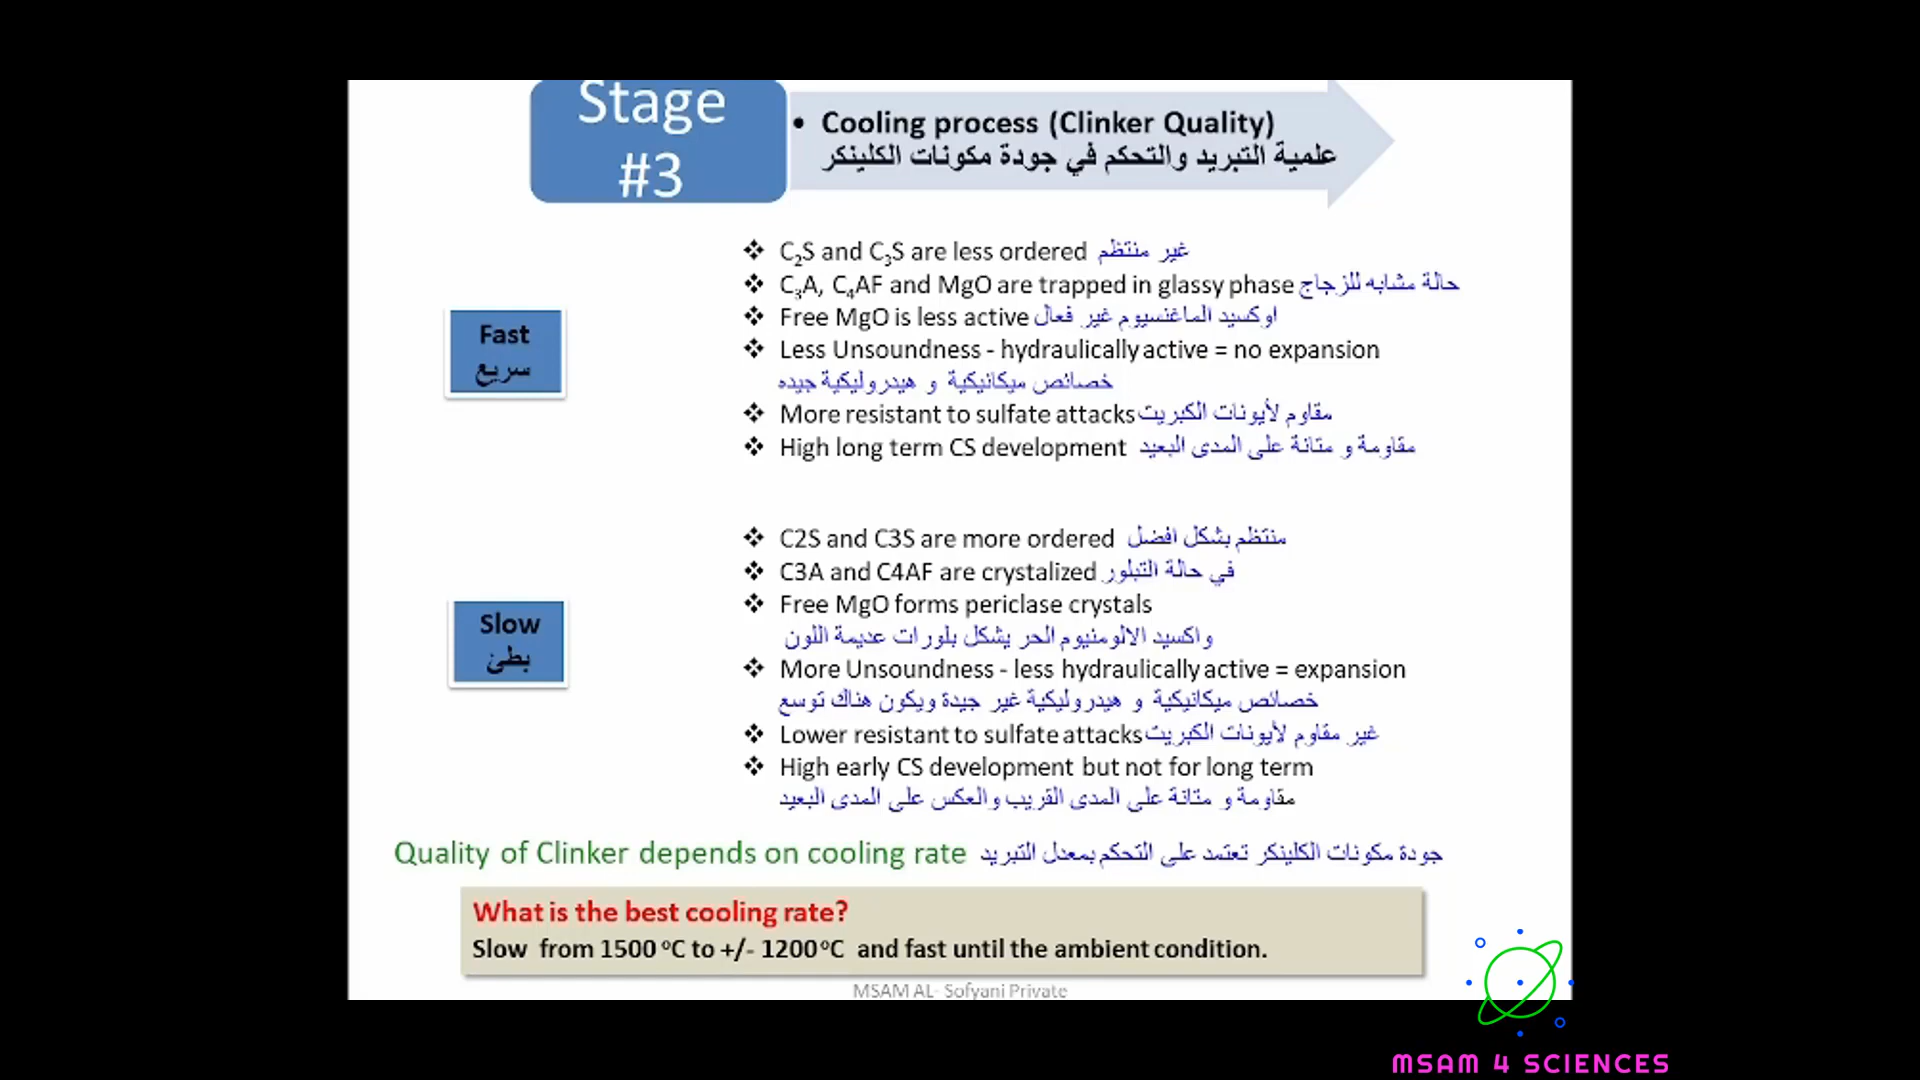 Stage
#3
• Cooling process (Clinker Quality)
علمية التبريد والتحكم في جودة مكونات الكلينكر
Fast
سريع
❖ C₂S and C₃S are less ordered غير منتظم
❖ C₃A, C₄AF and MgO are trapped in glassy phase حالة مشابه للزجاج
❖ Free MgO is less active اوكسيد الماغنسيوم غير فعال
❖ Less Unsoundness - hydraulically active = no expansion
خصائص ميكانيكية و هيدروليكية جيده
❖ More resistant to sulfate attacks مقاوم لأيونات الكبريت
❖ High long term CS development مقاومة و متانة على المدى البعيد
Slow
بطئ
❖ C2S and C3S are more ordered منتظم بشكل افضل
❖ C3A and C4AF are crystalized في حالة التبلور
❖ Free MgO forms periclase crystals
واكسيد الالومنيوم الحر يشكل بلورات عديمة اللون
❖ More Unsoundness - less hydraulically active = expansion
خصائص ميكانيكية و هيدروليكية غير جيدة ويكون هناك توسع
❖ Lower resistant to sulfate attacks غير مقاوم لأيونات الكبريت
❖ High early CS development but not for long term
مقاومة و متانة على المدى القريب والعكس على المدى البعيد
Quality of Clinker depends on cooling rate جودة مكونات الكلينكر تعتمد على التحكم بمعدل التبريد
What is the best cooling rate?
Slow from 1500 ºC to +/- 1200 ºC and fast until the ambient condition.
MSAM AL- Sofyani Private
MSAM 4 SCIENCES